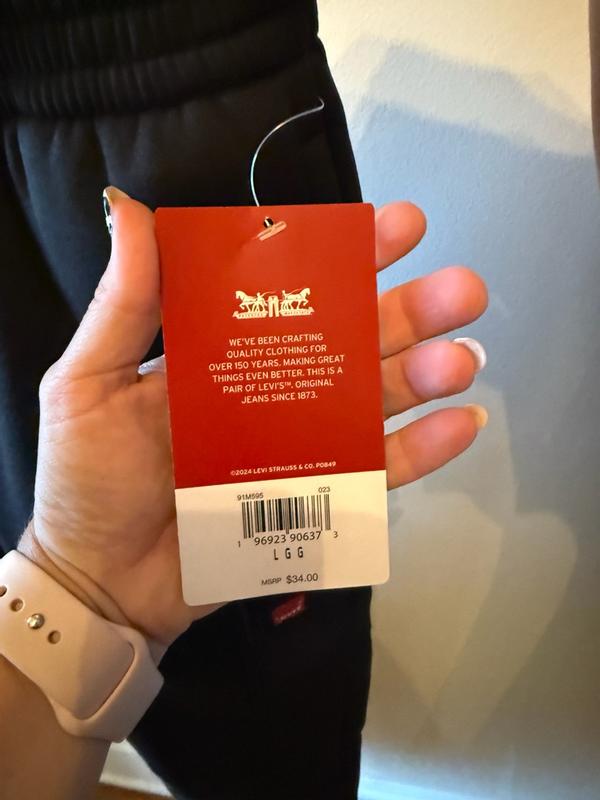 WE'VE BEEN CRAFTING
QUALITY CLOTHING FOR
OVER 150 YEARS. MAKING GREAT
THINGS EVEN BETTER. THIS IS A
PAIR OF LEVI'S™. ORIGINAL
JEANS SINCE 1873.
©2024 LEVI STRAUSS & CO. P0849
91M595 023
1 96923 90637 3
LGG
MSRP $34.00